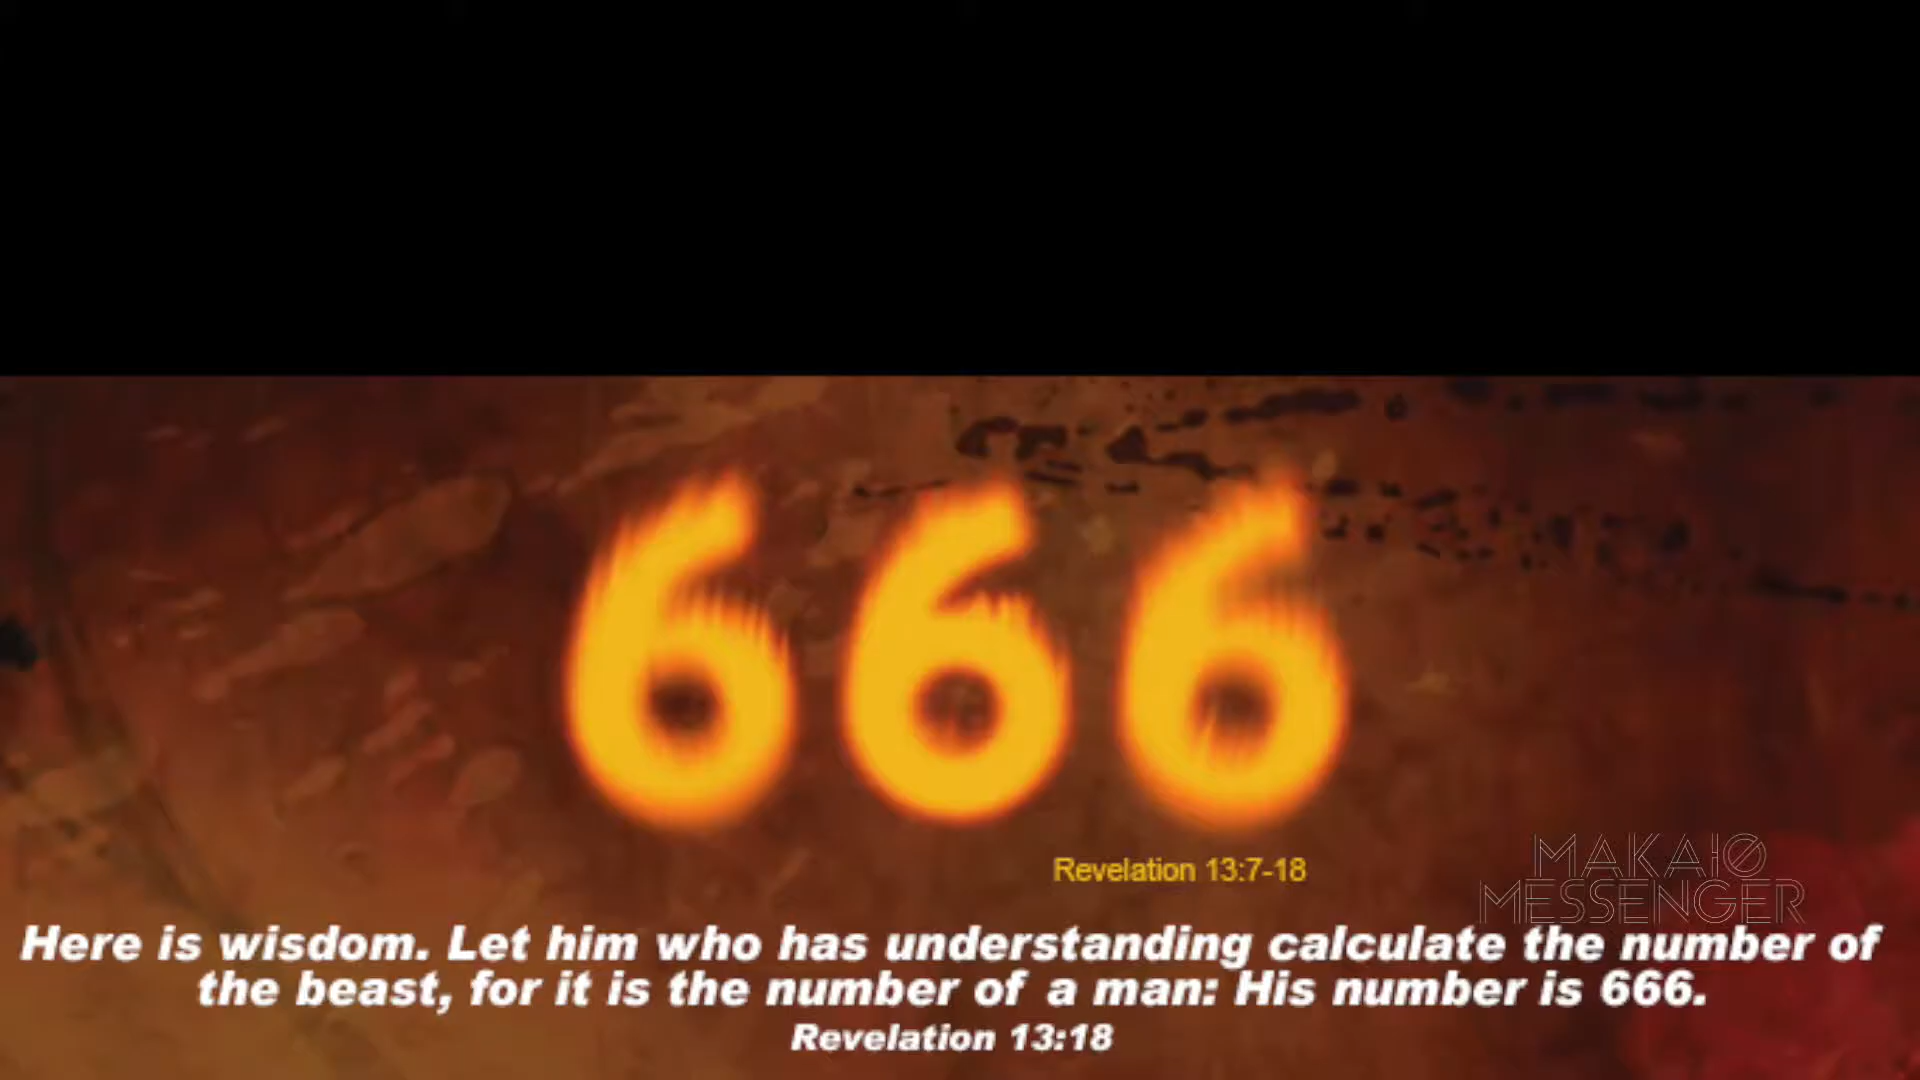 666
Revelation 13:7-18
MAKAIO
MESSENGER
Here is wisdom. Let him who has understanding calculate the number of
the beast, for it is the number of a man: His number is 666.
Revelation 13:18